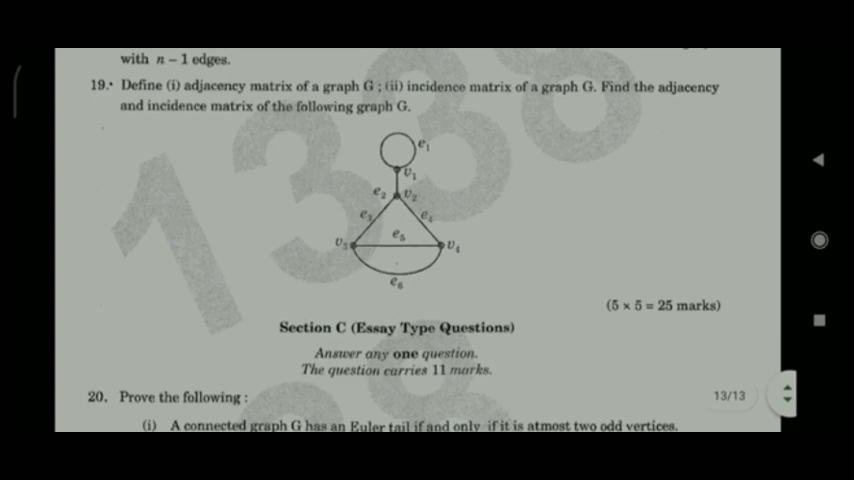 with n – 1 edges.
19. Define (i) adjacency matrix of a graph G ; (ii) incidence matrix of a graph G. Find the adjacency
and incidence matrix of the following graph G.
e₁
v₁
e₂ v₂
e₃ e₄
e₅
v₃ v₄
e₆
(5 × 5 = 25 marks)
Section C (Essay Type Questions)
Answer any one question.
The question carries 11 marks.
20. Prove the following :
13/13
(i) A connected graph G has an Euler tail if and only if it is atmost two odd vertices.